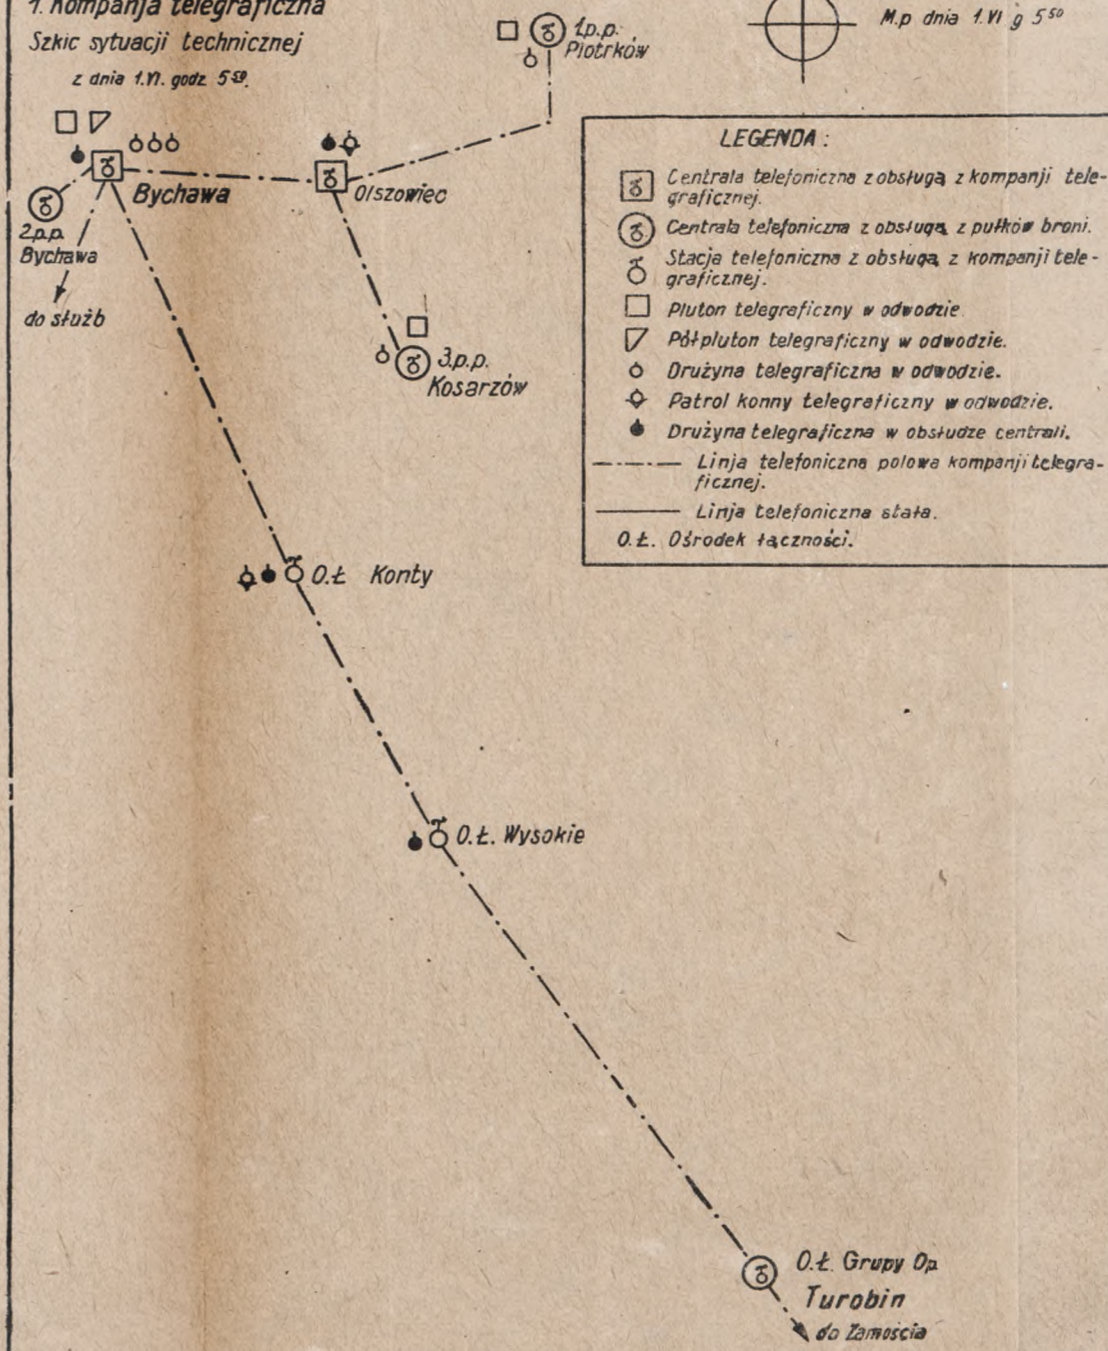 1. Kompanja telegraficzna
Szkic sytuacji technicznej
z dnia 1.VI. godz. 5⁵⁰.
1.p.p.
Piotrków
M.p dnia 1.VI g 5⁵⁰
Bychawa
Olszowiec
2.p.p.
Bychawa
do służb
3.p.p.
Kosarzów
LEGENDA:
Centrala telefoniczna z obsługą z kompanji tele-
graficznej.
Centrala telefoniczna z obsługą z pułków broni.
Stacja telefoniczna z obsługą z kompanji tele-
graficznej.
Pluton telegraficzny w odwodzie.
Półpluton telegraficzny w odwodzie.
Drużyna telegraficzna w odwodzie.
Patrol konny telegraficzny w odwodzie.
Drużyna telegraficzna w obsłudze centrali.
Linja telefoniczna polowa kompanji telegra-
ficznej.
Linja telefoniczna stała.
O.Ł. Ośrodek łączności.
O.Ł Konty
O.Ł. Wysokie
O.Ł. Grupy Op.
Turobin
do Zamościa